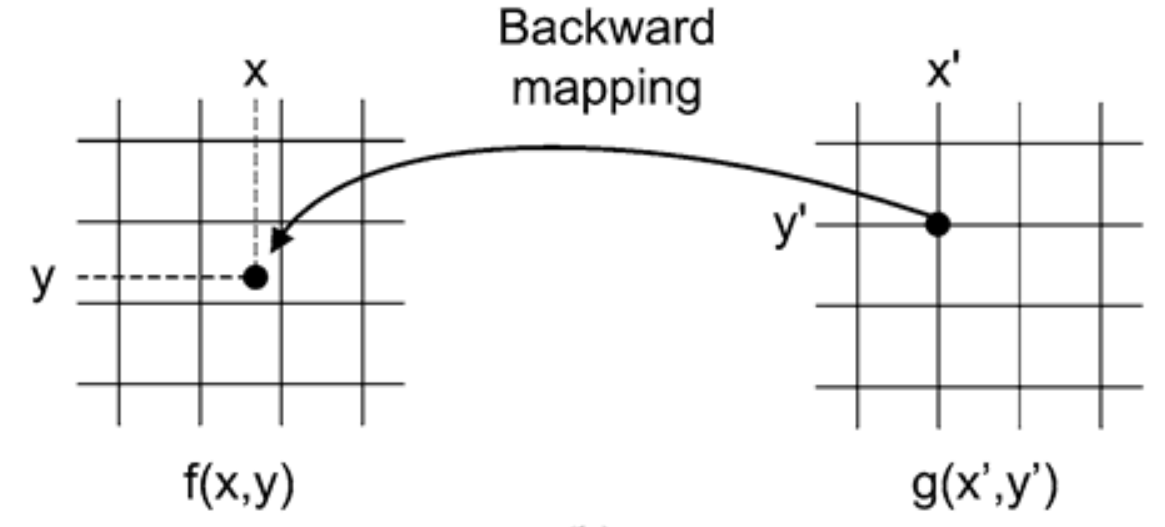 Backward
mapping
x
x'
y
y'
f(x,y)
g(x’,y’)